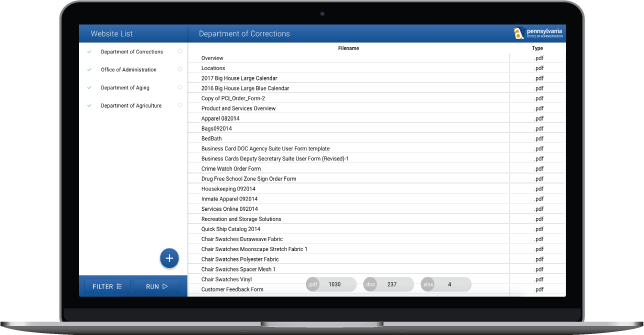 Website List
Department of Corrections
pennsylvania
OFFICE OF ADMINISTRATION
Department of Corrections
Office of Administration
Department of Aging
Department of Agriculture
FILTER
RUN
Filename Type
Overview .pdf
Locations .pdf
2017 Big House Large Calendar .pdf
2016 Big House Large Blue Calendar .pdf
Copy of PCI_Order_Form-2 .pdf
Product and Services Overview .pdf
Apparel 082014 .pdf
Bags092014 .pdf
BedBath .pdf
Business Card DOC Agency Suite User Form template .pdf
Business Cards Deputy Secretary Suite User Form (Revised)-1 .pdf
Crime Watch Order Form .pdf
Drug Free School Zone Sign Order Form .pdf
Housekeeping 092014 .pdf
Inmate Apparel 092014 .pdf
Services Online 092014 .pdf
Recreation and Storage Solutions .pdf
Quick Ship Catalog 2014 .pdf
Chair Swatches Duraweave Fabric .pdf
Chair Swatches Moonscape Stretch Fabric 1 .pdf
Chair Swatches Polyester Fabric .pdf
Chair Swatches Spacer Mesh 1 .pdf
Chair Swatches Vinyl .pdf
Customer Feedback Form .pdf
pdf 1030 doc 237 xlsx 4